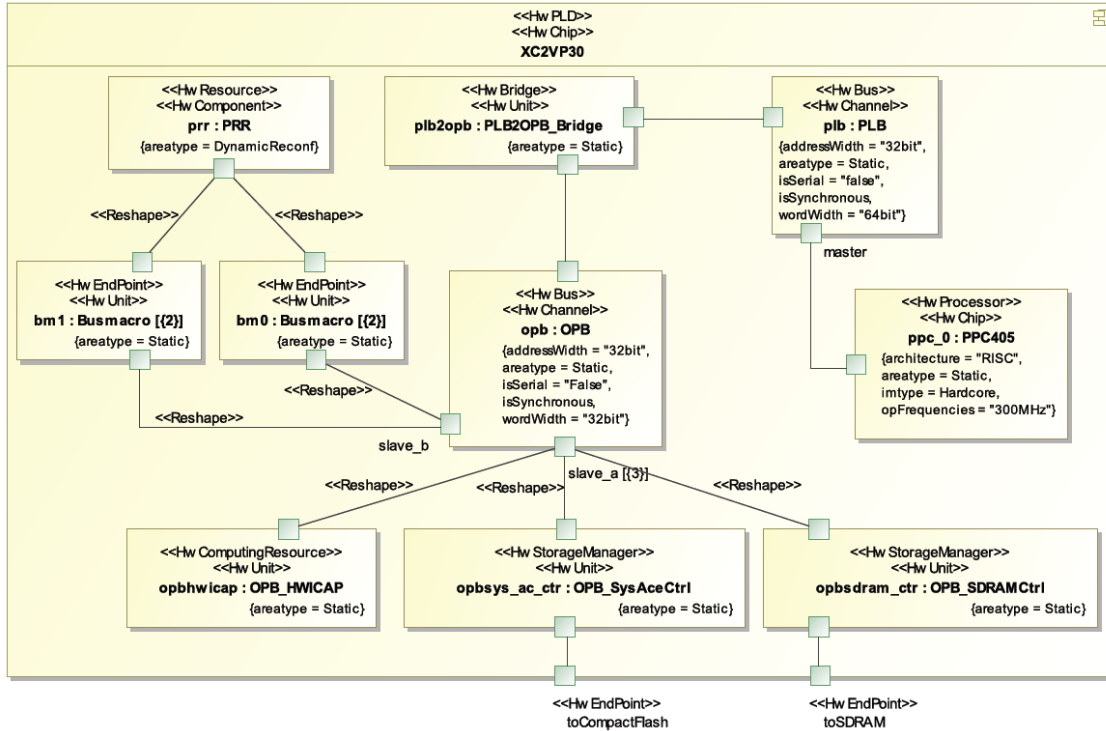 <<Hw PLD>>
<<Hw Chip>>
XC2VP30
<<Hw Resource>>
<<Hw Component>>
prr : PRR
{areatype = DynamicReconf}
<<Hw Bridge>>
<<Hw Unit>>
plb2opb : PLB2OPB_Bridge
{areatype = Static}
<<Hw Bus>>
<<Hw Channel>>
plb : PLB
{addressWidth = "32bit",
areatype = Static,
isSerial = "false",
isSynchronous,
wordWidth = "64bit"}
master
<<Reshape>>
<<Reshape>>
<<Hw EndPoint>>
<<Hw Unit>>
bm1 : Busmacro [{2}]
{areatype = Static}
<<Hw EndPoint>>
<<Hw Unit>>
bm0 : Busmacro [{2}]
{areatype = Static}
<<Hw Bus>>
<<Hw Channel>>
opb : OPB
{addressWidth = "32bit",
areatype = Static,
isSerial = "False",
isSynchronous,
wordWidth = "32bit"}
<<Hw Processor>>
<<Hw Chip>>
ppc_0 : PPC405
{architecture = "RISC",
areatype = Static,
imtype = Hardcore,
opFrequencies = "300MHz"}
<<Reshape>>
<<Reshape>>
slave_b
slave_a [{3}]
<<Reshape>>
<<Reshape>>
<<Reshape>>
<<Hw ComputingResource>>
<<Hw Unit>>
opbhwicap : OPB_HWICAP
{areatype = Static}
<<Hw StorageManager>>
<<Hw Unit>>
opbsys_ac_ctr : OPB_SysAceCtrl
{areatype = Static}
<<Hw StorageManager>>
<<Hw Unit>>
opbsdram_ctr : OPB_SDRAMCtrl
{areatype = Static}
<<Hw EndPoint>>
toCompactFlash
<<Hw EndPoint>>
toSDRAM